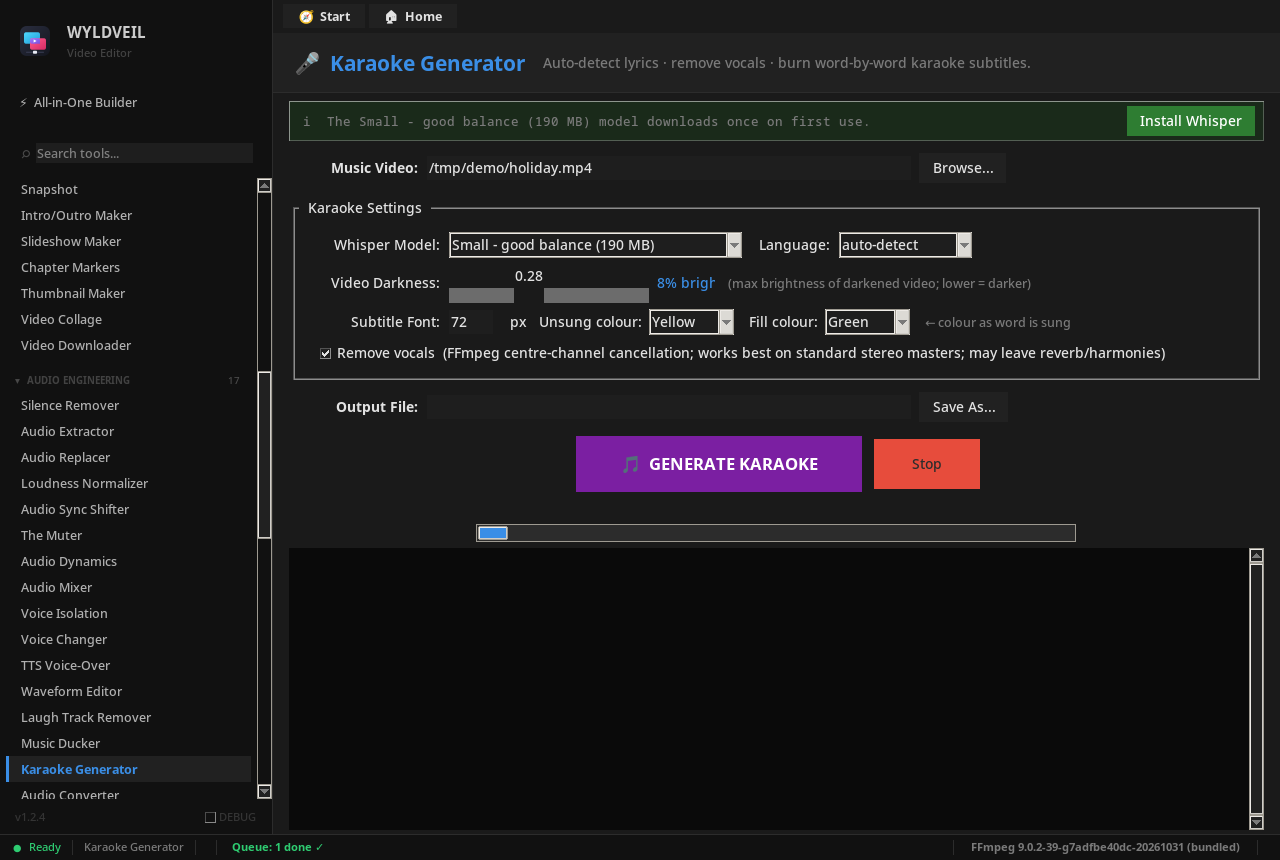 WYLDVEIL
Video Editor
⚡ All-in-One Builder
Search tools...
Snapshot
Intro/Outro Maker
Slideshow Maker
Chapter Markers
Thumbnail Maker
Video Collage
Video Downloader
▾ AUDIO ENGINEERING 17
Silence Remover
Audio Extractor
Audio Replacer
Loudness Normalizer
Audio Sync Shifter
The Muter
Audio Dynamics
Audio Mixer
Voice Isolation
Voice Changer
TTS Voice-Over
Waveform Editor
Laugh Track Remover
Music Ducker
Karaoke Generator
Audio Converter
v1.2.4 DEBUG
🧭 Start 🏠 Home
🎤 Karaoke Generator Auto-detect lyrics · remove vocals · burn word-by-word karaoke subtitles.
i The Small - good balance (190 MB) model downloads once on first use. Install Whisper
Music Video: /tmp/demo/holiday.mp4 Browse...
Karaoke Settings
Whisper Model: Small - good balance (190 MB) Language: auto-detect
0.28
Video Darkness: 8% brigh (max brightness of darkened video; lower = darker)
Subtitle Font: 72 px Unsung colour: Yellow Fill colour: Green ← colour as word is sung
Remove vocals (FFmpeg centre-channel cancellation; works best on standard stereo masters; may leave reverb/harmonies)
Output File: Save As...
🎵 GENERATE KARAOKE Stop
● Ready Karaoke Generator Queue: 1 done ✓ FFmpeg 9.0.2-39-g7adfbe40dc-20261031 (bundled)